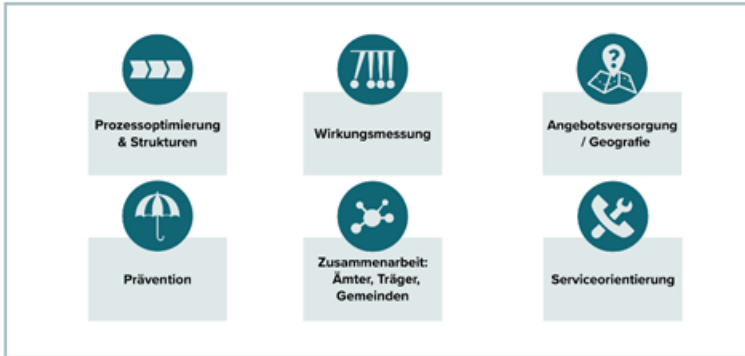 Prozessoptimierung
& Strukturen
Wirkungsmessung
Angebotsversorgung
/ Geografie
?
Prävention
Zusammenarbeit:
Ämter, Träger,
Gemeinden
Serviceorientierung